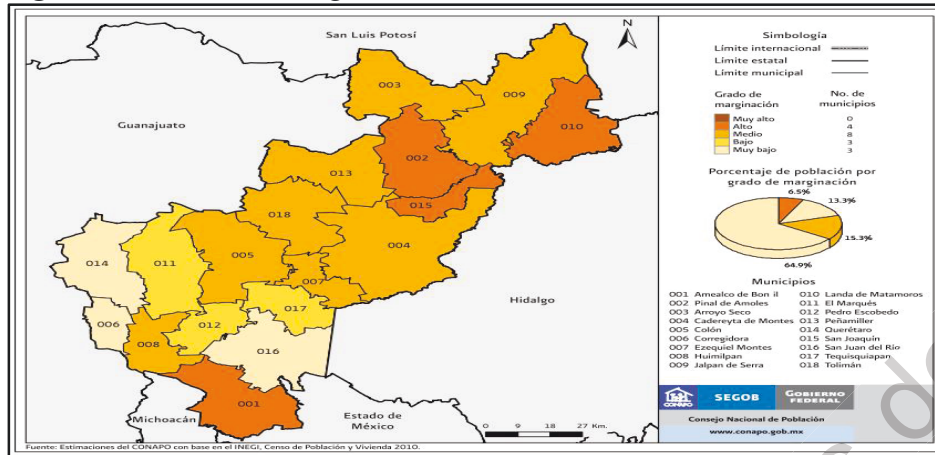 San Luis Potosí
N
Guanajuato
Hidalgo
Michoacán
Estado de
México
003
009
010
002
013
015
018
004
005
014
011
007
017
006
012
008
016
001
0 9 18 27 Km.
Fuente: Estimaciones del CONAPO con base en el INEGI, Censo de Población y Vivienda 2010.
Simbología
Límite internacional
Límite estatal
Límite municipal
Grado de marginación No. de municipios
Muy alto 0
Alto 4
Medio 8
Bajo 3
Muy bajo 3
Porcentaje de población por
grado de marginación
6.5%
13.3%
15.3%
64.9%
Municipios
001 Amealco de Bon il 010 Landa de Matamoros
002 Pinal de Amoles 011 El Marqués
003 Arroyo Seco 012 Pedro Escobedo
004 Cadereyta de Montes 013 Peñamiller
005 Colón 014 Querétaro
006 Corregidora 015 San Joaquín
007 Ezequiel Montes 016 San Juan del Río
008 Huimilpan 017 Tequisquiapan
009 Jalpan de Serra 018 Tolimán
CONAPO SEGOB GOBIERNO
FEDERAL
Consejo Nacional de Población
www.conapo.gob.mx